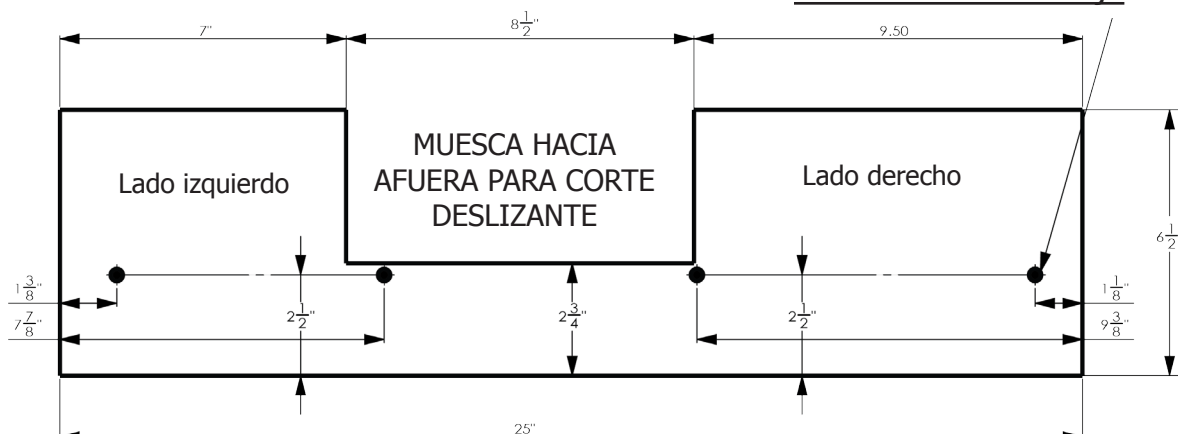 7"
8 1/2"
9.50
MUESCA HACIA
AFUERA PARA CORTE
DESLIZANTE
Lado izquierdo
Lado derecho
6 1/2"
1 3/8"
7 7/8"
2 1/2"
2 3/4"
2 1/2"
1 1/8"
9 3/8"
25"